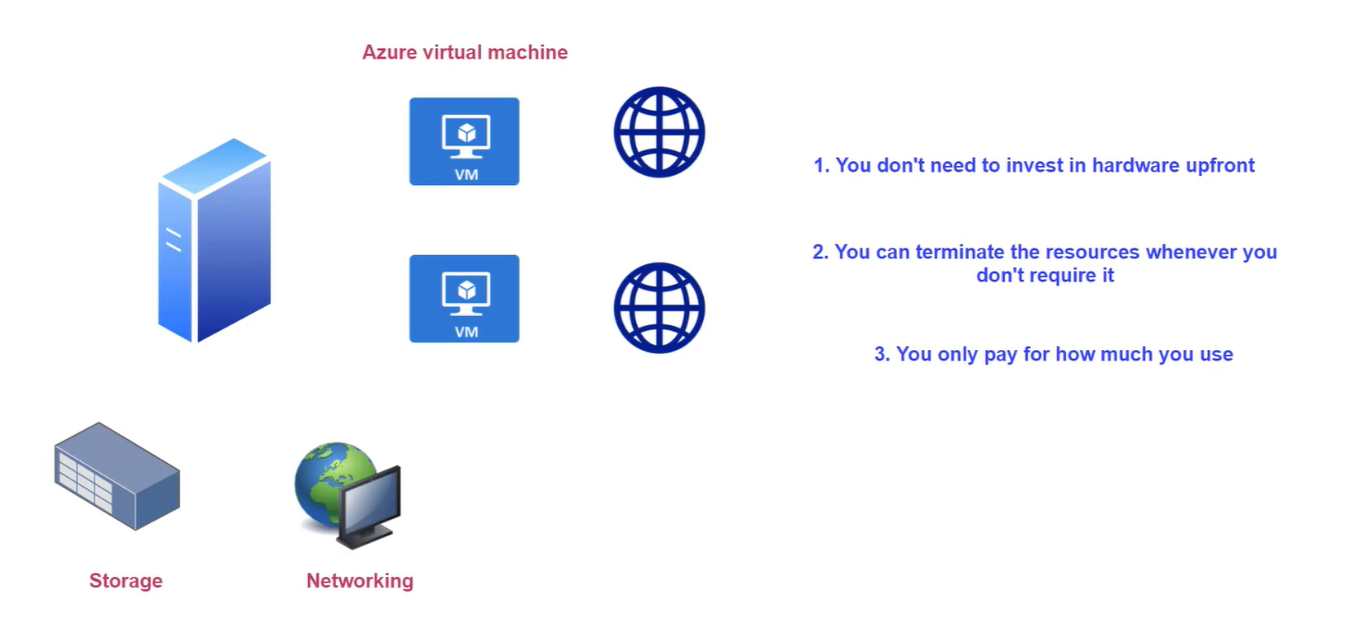 Azure virtual machine
VM
1. You don't need to invest in hardware upfront
2. You can terminate the resources whenever you
don't require it
VM
3. You only pay for how much you use
Storage
Networking